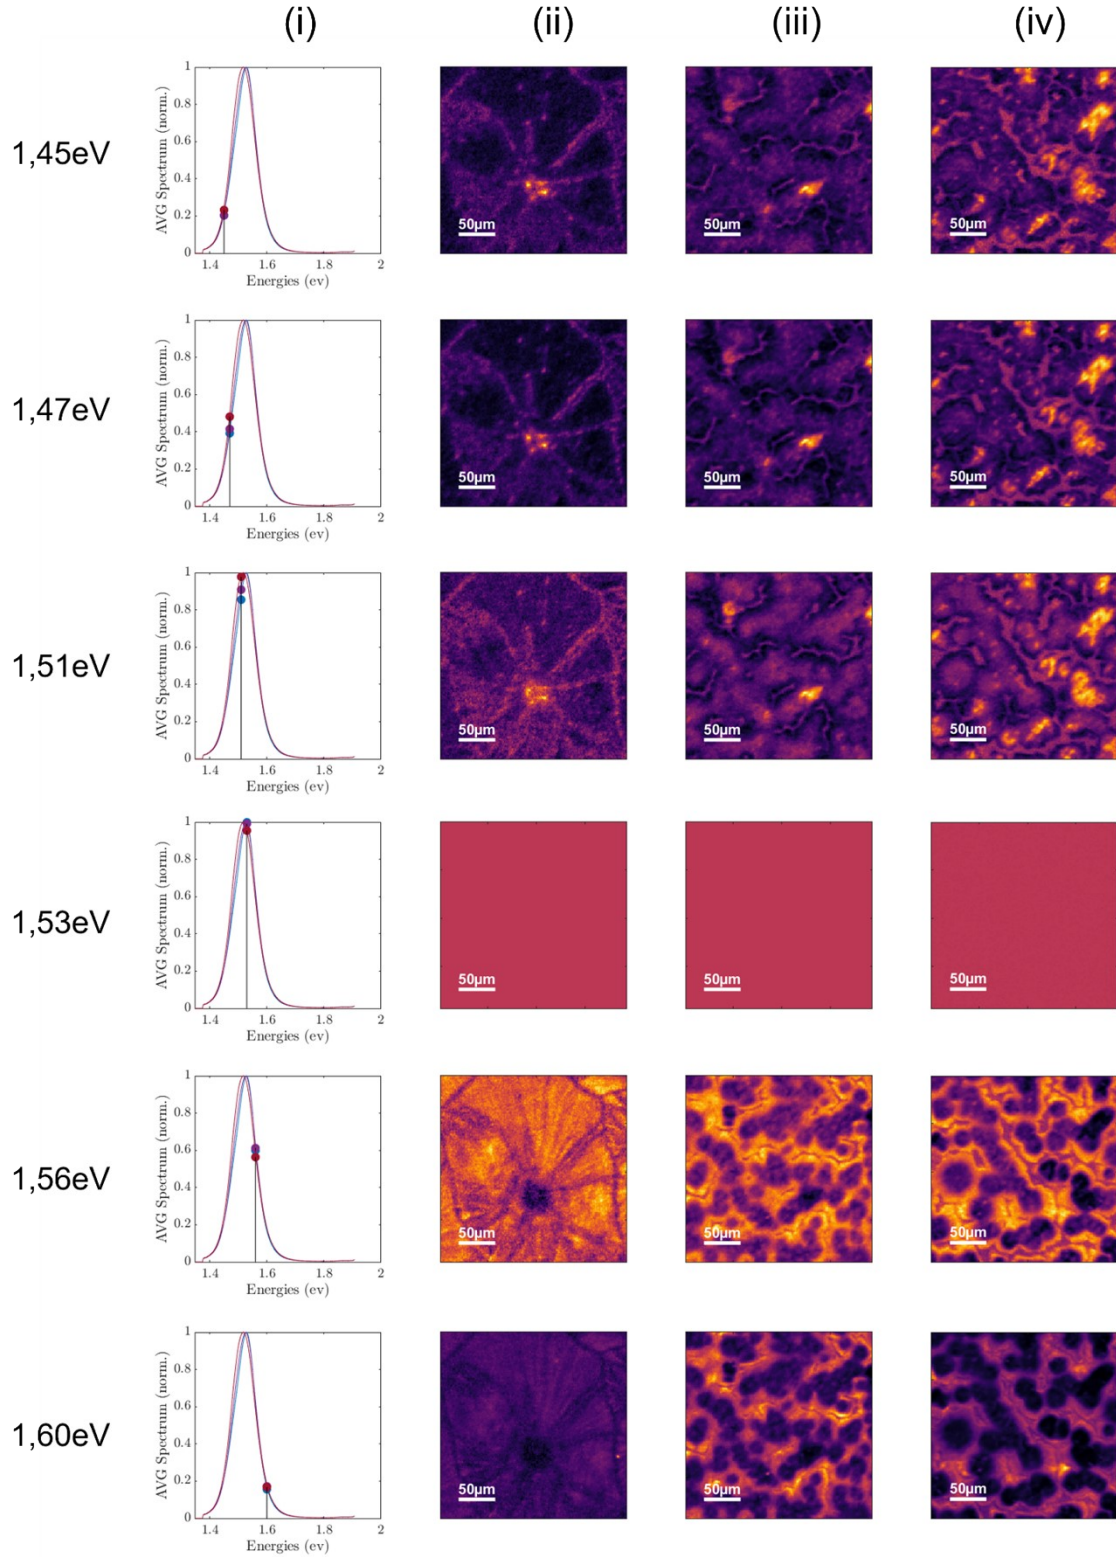 (i) (ii) (iii) (iv)
1,45eV
AVG Spectrum (norm.)
1
0.8
0.6
0.4
0.2
0
1.4 1.6 1.8 2
Energies (ev)
50µm 50µm 50µm
1,47eV
AVG Spectrum (norm.)
1
0.8
0.6
0.4
0.2
0
1.4 1.6 1.8 2
Energies (ev)
50µm 50µm 50µm
1,51eV
AVG Spectrum (norm.)
1
0.8
0.6
0.4
0.2
0
1.4 1.6 1.8 2
Energies (ev)
50µm 50µm 50µm
1,53eV
AVG Spectrum (norm.)
1
0.8
0.6
0.4
0.2
0
1.4 1.6 1.8 2
Energies (ev)
50µm 50µm 50µm
1,56eV
AVG Spectrum (norm.)
1
0.8
0.6
0.4
0.2
0
1.4 1.6 1.8 2
Energies (ev)
50µm 50µm 50µm
1,60eV
AVG Spectrum (norm.)
1
0.8
0.6
0.4
0.2
0
1.4 1.6 1.8 2
Energies (ev)
50µm 50µm 50µm